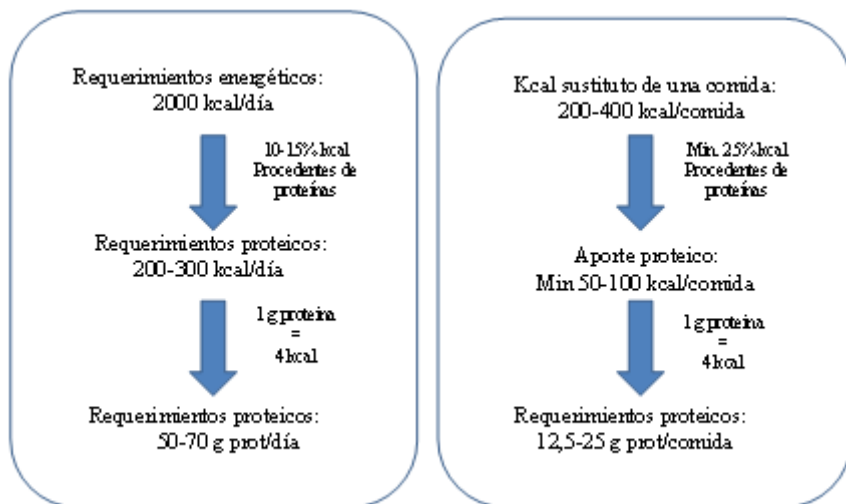 Requerimientos energéticos:
2000 kcal/día
10-15% kcal
Procedentes de
proteínas
Requerimientos proteicos:
200-300 kcal/día
1 g proteina
=
4 kcal
Requerimientos proteicos:
50-70 g prot/día
Kcal sustituto de una comida:
200-400 kcal/comida
Min. 25% kcal
Procedentes de
proteínas
Aporte proteico:
Min 50-100 kcal/comida
1 g proteina
=
4 kcal
Requerimientos proteicos:
12,5-25 g prot/comida